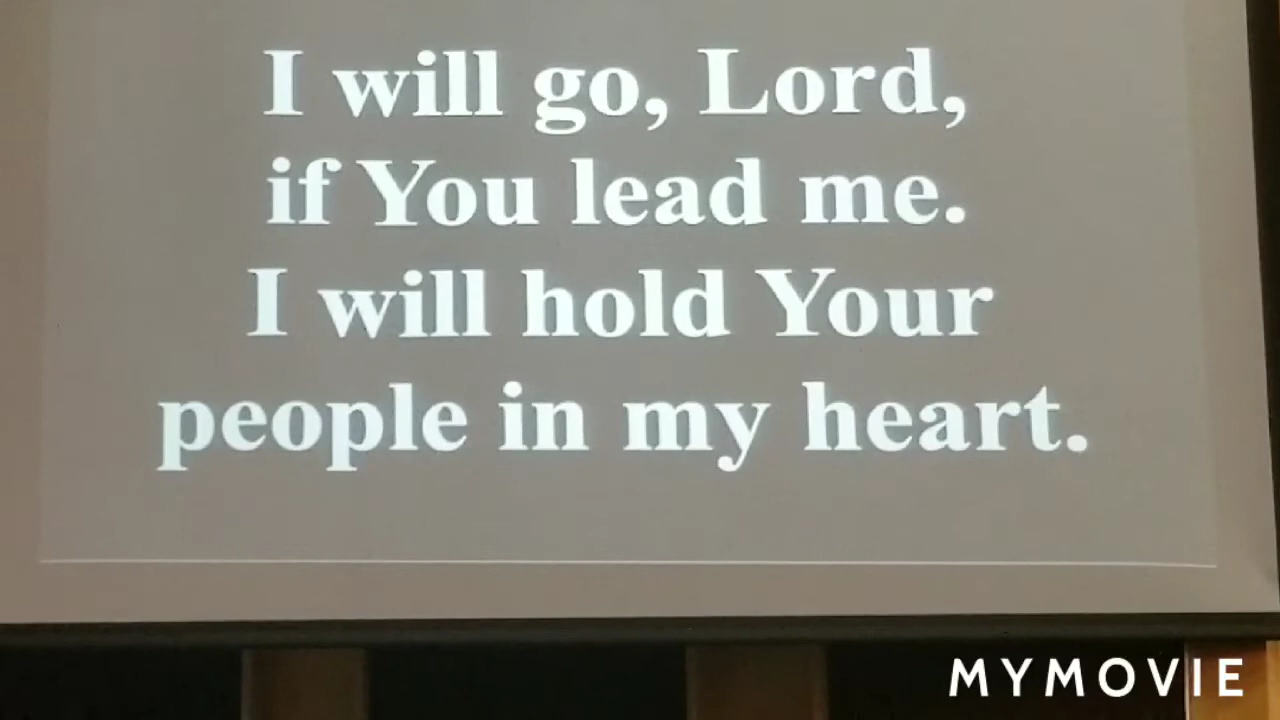 I will go, Lord,
if You lead me.
I will hold Your
people in my heart.
MYMOVIE